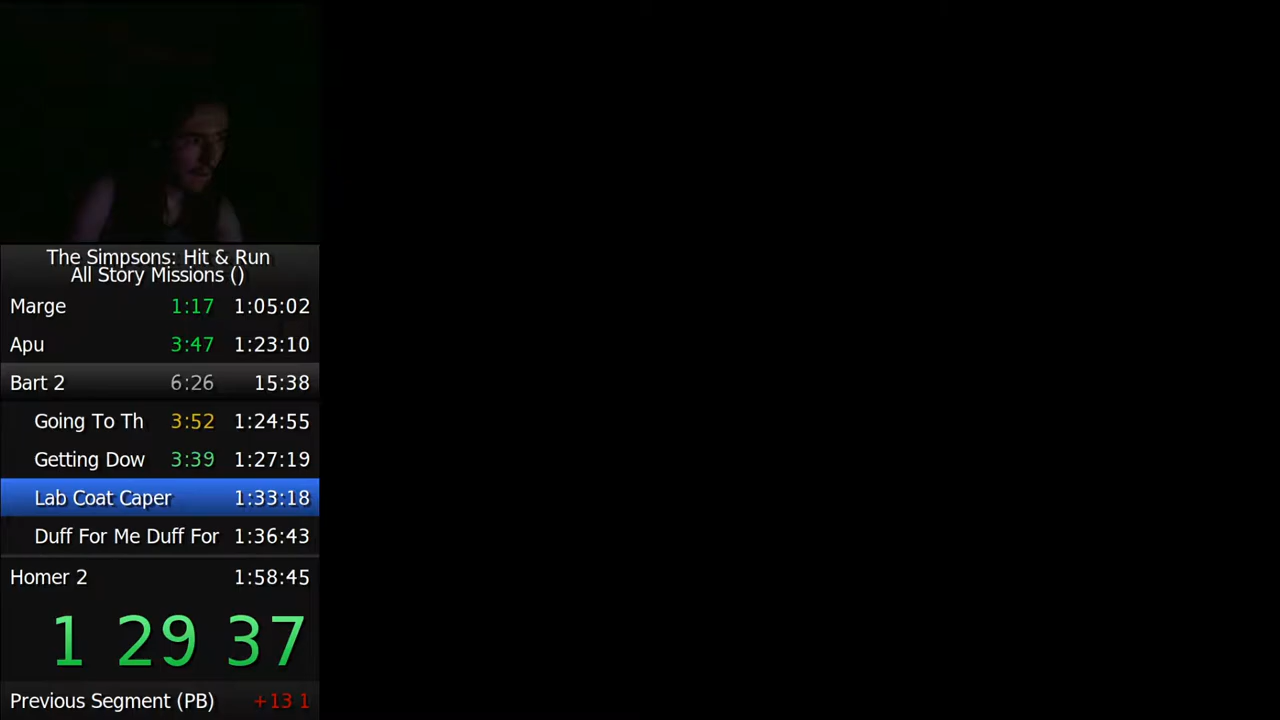 The Simpsons: Hit & Run
All Story Missions ()
Marge 1:17 1:05:02
Apu 3:47 1:23:10
Bart 2 6:26 15:38
Going To Th 3:52 1:24:55
Getting Dow 3:39 1:27:19
Lab Coat Caper 1:33:18
Duff For Me Duff For 1:36:43
Homer 2 1:58:45
1 29 37
Previous Segment (PB) +13 1